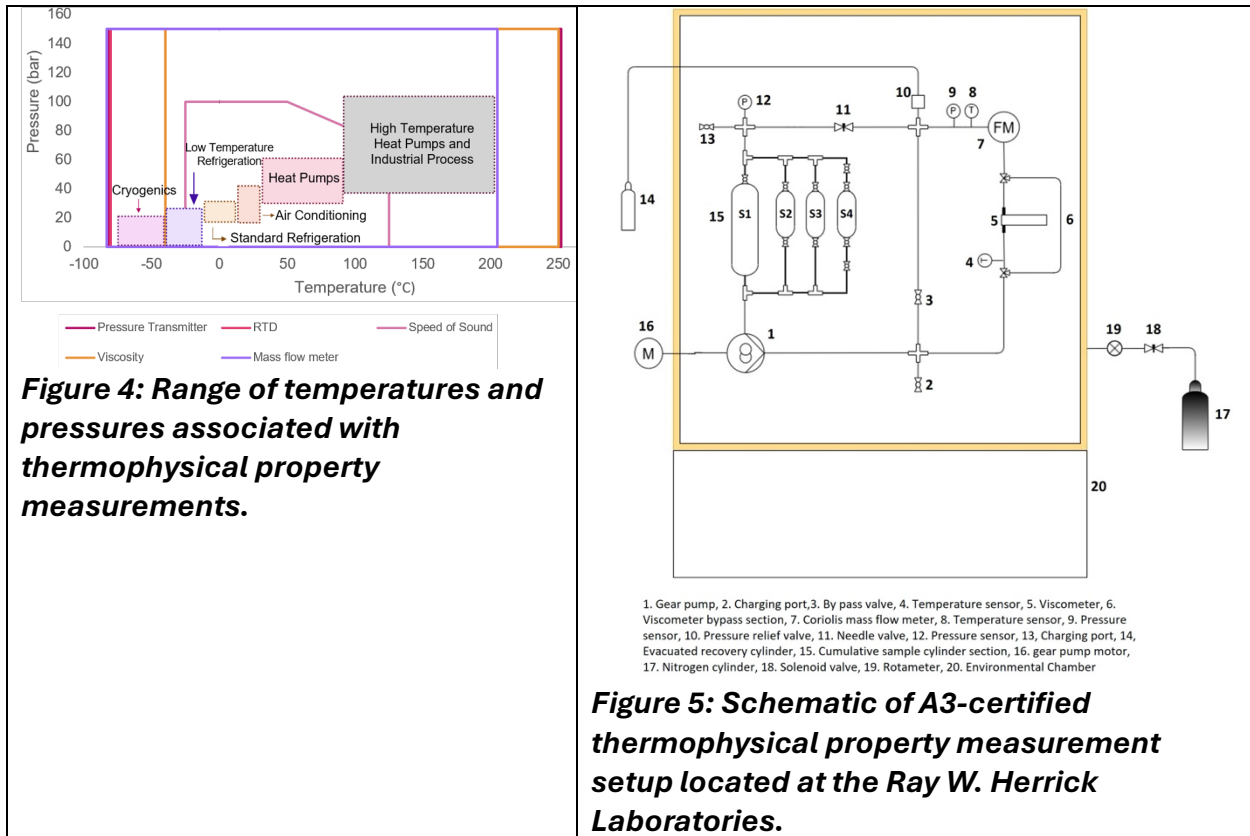 160
140
120
100
80
60
40
20
0
Pressure (bar)
-100
-50
0
50
100
150
200
250
Temperature (°C)
Cryogenics
Low Temperature
Refrigeration
Heat Pumps
High Temperature
Heat Pumps and
Industrial Process
Air Conditioning
Standard Refrigeration
Pressure Transmitter
RTD
Speed of Sound
Viscosity
Mass flow meter
Figure 4: Range of temperatures and
pressures associated with
thermophysical property
measurements.
12
P
13
11
10
9
8
P
T
FM
7
14
15
S1
S2
S3
S4
5
6
4
T
3
16
M
1
2
19
18
17
20
1. Gear pump, 2. Charging port,3. By pass valve, 4. Temperature sensor, 5. Viscometer, 6.
Viscometer bypass section, 7. Coriolis mass flow meter, 8. Temperature sensor, 9. Pressure
sensor, 10. Pressure relief valve, 11. Needle valve, 12. Pressure sensor, 13, Charging port, 14,
Evacuated recovery cylinder, 15. Cumulative sample cylinder section, 16. gear pump motor,
17. Nitrogen cylinder, 18. Solenoid valve, 19. Rotameter, 20. Environmental Chamber
Figure 5: Schematic of A3-certified
thermophysical property measurement
setup located at the Ray W. Herrick
Laboratories.